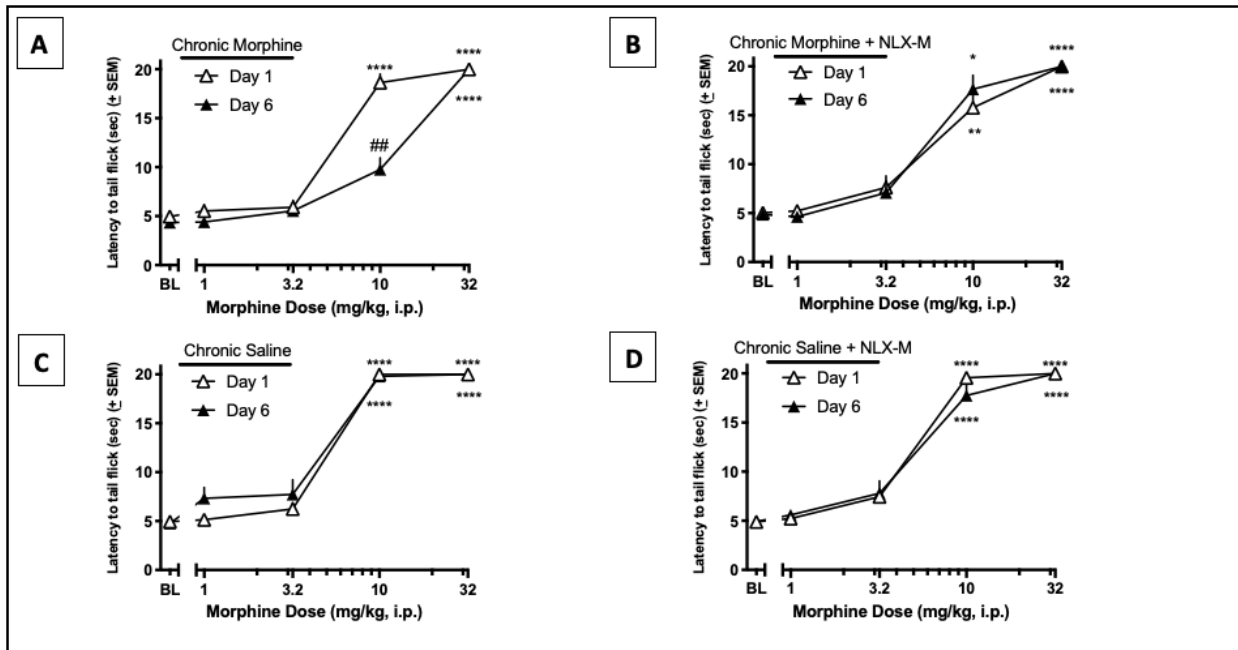 A
Chronic Morphine
Day 1
Day 6
Latency to tail flick (sec) (+ SEM)
20
15
10
5
0
****
##
****
****
BL
1
3.2
10
32
Morphine Dose (mg/kg, i.p.)
B
Chronic Morphine + NLX-M
Day 1
Day 6
Latency to tail flick (sec) (± SEM)
20
15
10
5
0
*
**
****
****
BL
1
3.2
10
32
Morphine Dose (mg/kg, i.p.)
C
Chronic Saline
Day 1
Day 6
Latency to tail flick (sec) (± SEM)
20
15
10
5
0
****
****
****
****
BL
1
3.2
10
32
Morphine Dose (mg/kg, i.p.)
D
Chronic Saline + NLX-M
Day 1
Day 6
Latency to tail flick (sec) (± SEM)
20
15
10
5
0
****
****
****
****
BL
1
3.2
10
32
Morphine Dose (mg/kg, i.p.)